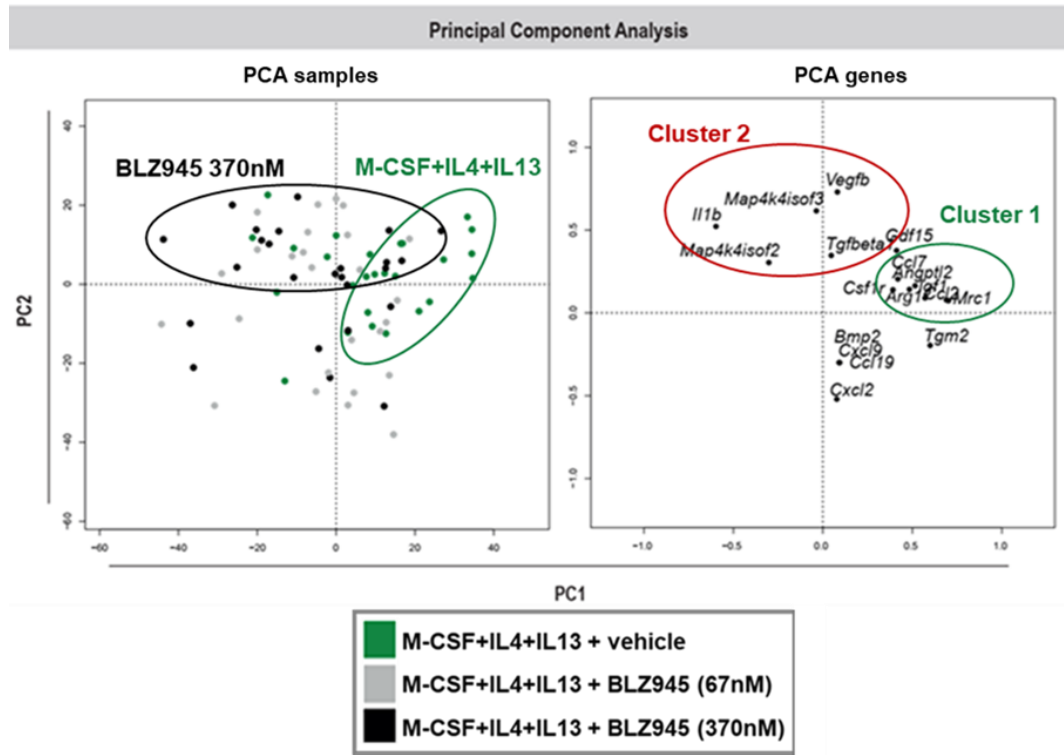 Principal Component Analysis
PCA samples
PCA genes
BLZ945 370nM
M-CSF+IL4+IL13
PC2
40
20
0
-20
-40
-60
-60
-40
-20
0
20
40
Cluster 2
Cluster 1
Vegfb
Map4k4isof3
Il1b
Map4k4isof2
Tgfbeta1
Gdf15
Ccl7
Angptl2
Csf1r
Igf1
Arg1
Ccl2
Mrc1
Bmp2
Tgm2
Cxcl9
Ccl19
Cxcl2
1.0
0.5
0.0
-0.5
-1.0
-1.0
-0.5
0.0
0.5
1.0
PC1
M-CSF+IL4+IL13 + vehicle
M-CSF+IL4+IL13 + BLZ945 (67nM)
M-CSF+IL4+IL13 + BLZ945 (370nM)